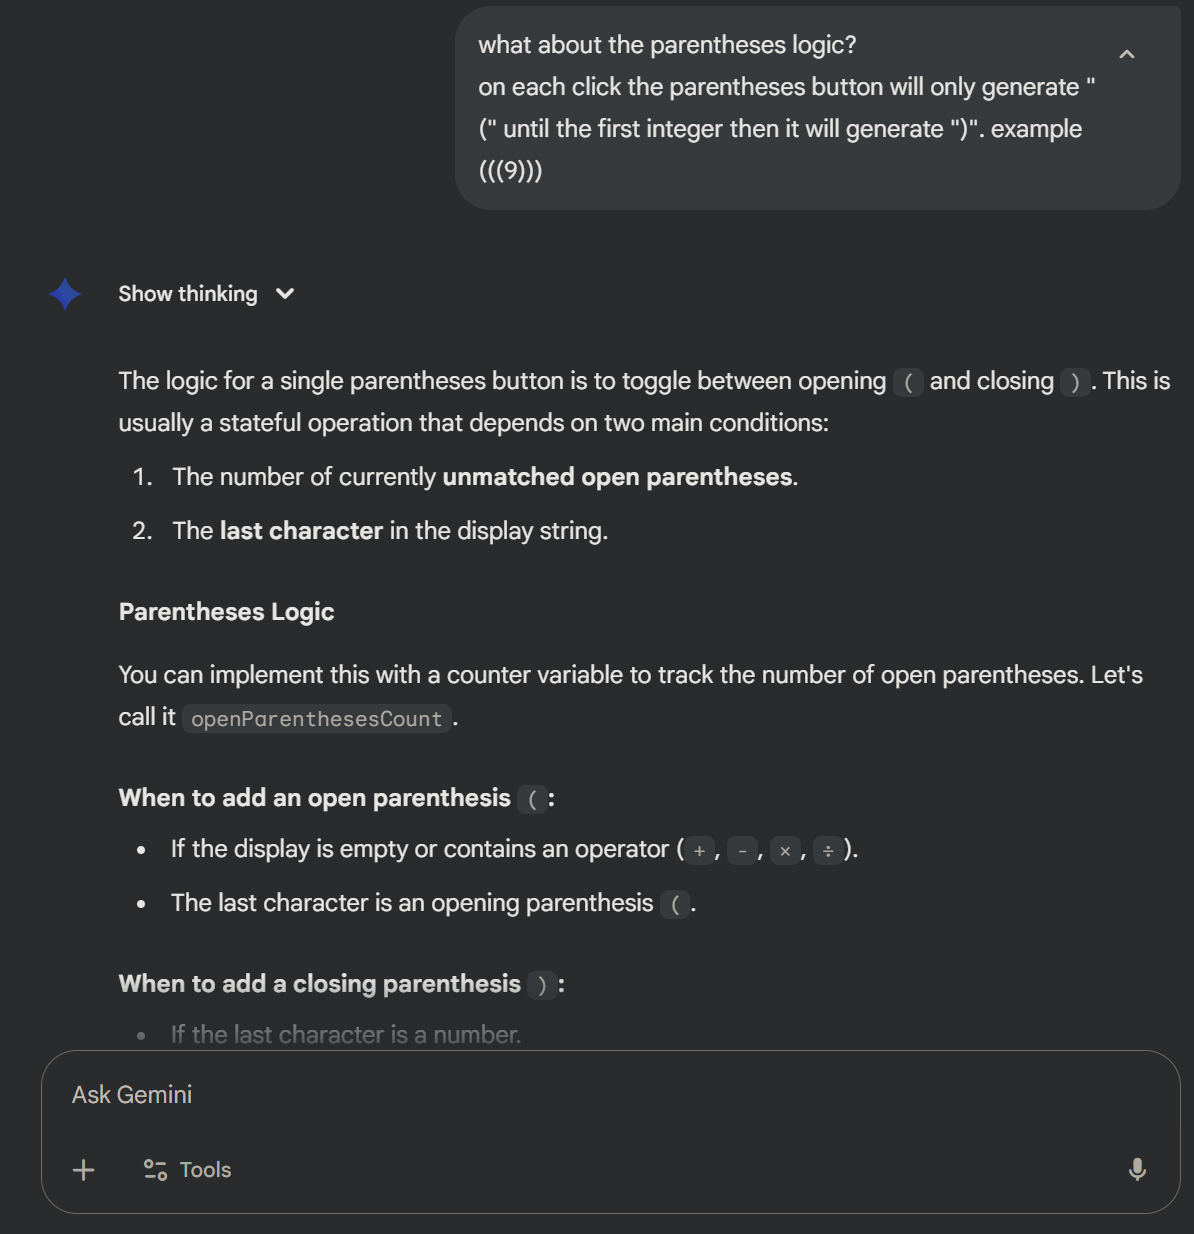 what about the parentheses logic?
on each click the parentheses button will only generate "
(" until the first integer then it will generate ")". example
(((9)))
Show thinking
The logic for a single parentheses button is to toggle between opening ( and closing ). This is
usually a stateful operation that depends on two main conditions:
1. The number of currently unmatched open parentheses.
2. The last character in the display string.
Parentheses Logic
You can implement this with a counter variable to track the number of open parentheses. Let's
call it openParenthesesCount.
When to add an open parenthesis (:
• If the display is empty or contains an operator (+, -, ×, ÷).
• The last character is an opening parenthesis (.
When to add a closing parenthesis ):
• If the last character is a number.
Ask Gemini
Tools